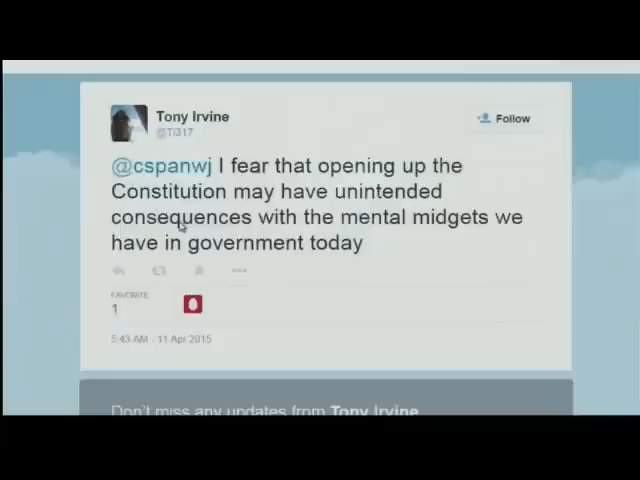 Tony Irvine
@Ti317
Follow
@cspanwj I fear that opening up the
Constitution may have unintended
consequences with the mental midgets we
have in government today
FAVORITE
1
5:43 AM - 11 Apr 2015
Don't miss any updates from Tony Irvine